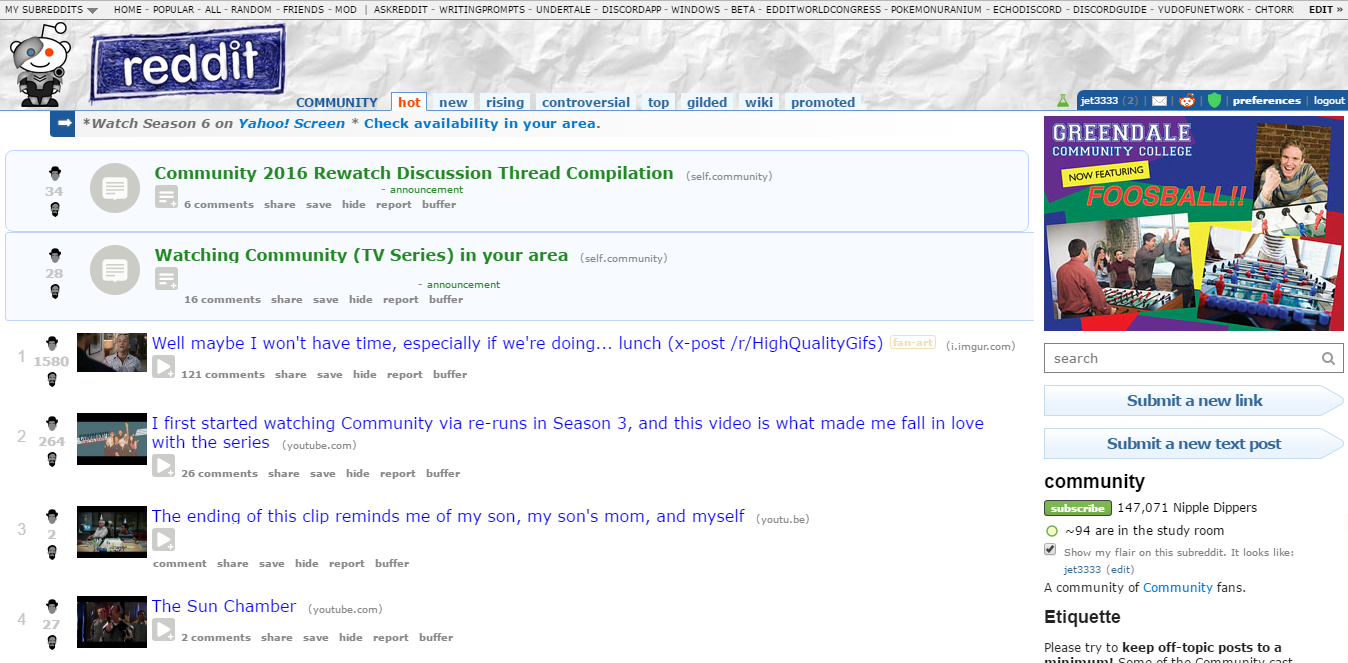 MY SUBREDDITS HOME - POPULAR - ALL - RANDOM - FRIENDS - MOD | ASKREDDIT - WRITINGPROMPTS - UNDERTALE - DISCORDAPP - WINDOWS - BETA - EDDITWORLDCONGRESS - POKEMONURANIUM - ECHODISCORD - DISCORDGUIDE - YUDOFUNETWORK - CHTORR EDIT »
reddit
COMMUNITY hot new rising controversial top gilded wiki promoted
jet3333 (2) | | | | preferences | logout
*Watch Season 6 on Yahoo! Screen * Check availability in your area.
34
Community 2016 Rewatch Discussion Thread Compilation (self.community)
- announcement
6 comments share save hide report buffer
28
Watching Community (TV Series) in your area (self.community)
- announcement
16 comments share save hide report buffer
1 1580
Well maybe I won't have time, especially if we're doing... lunch (x-post /r/HighQualityGifs) fan-art (i.imgur.com)
121 comments share save hide report buffer
2 264
I first started watching Community via re-runs in Season 3, and this video is what made me fall in love
with the series (youtube.com)
26 comments share save hide report buffer
3 2
The ending of this clip reminds me of my son, my son's mom, and myself (youtu.be)
comment share save hide report buffer
4 27
The Sun Chamber (youtube.com)
2 comments share save hide report buffer
GREENDALE
COMMUNITY COLLEGE
NOW FEATURING
FOOSBALL!!
search
Submit a new link
Submit a new text post
community
subscribe 147,071 Nipple Dippers
~94 are in the study room
Show my flair on this subreddit. It looks like:
jet3333 (edit)
A community of Community fans.
Etiquette
Please try to keep off-topic posts to a
minimum! Some of the Community cast